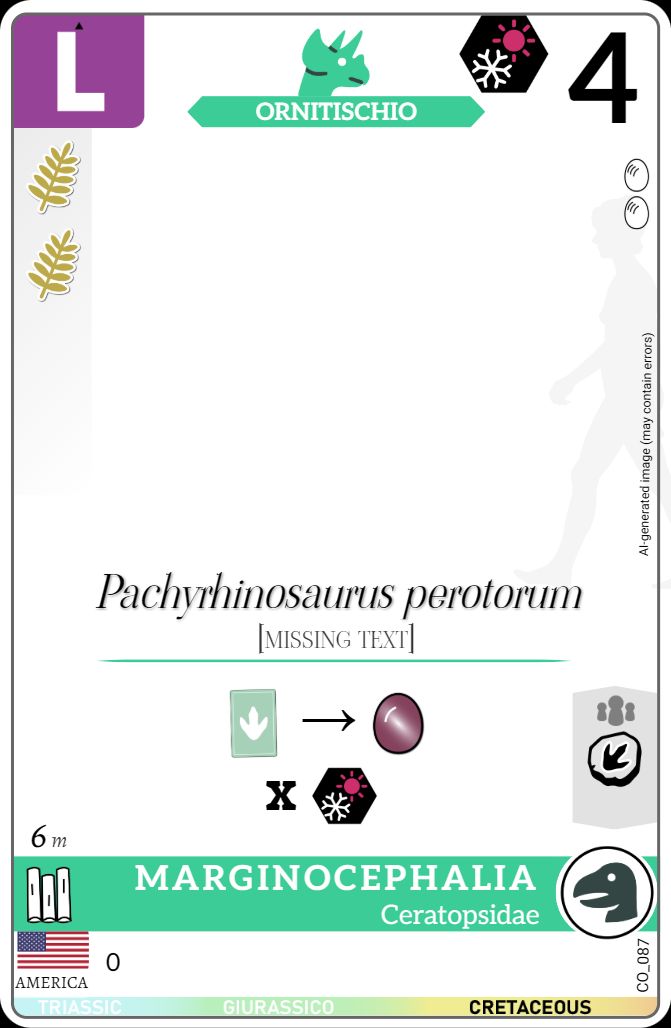 L
ORNITISCHIO
4
AI-generated image (may contain errors)
Pachyrhinosaurus perotorum
[MISSING TEXT]
X
6 m
MARGINOCEPHALIA
Ceratopsidae
AMERICA
0
CO_087
TRIASSIC
GIURASSICO
CRETACEOUS